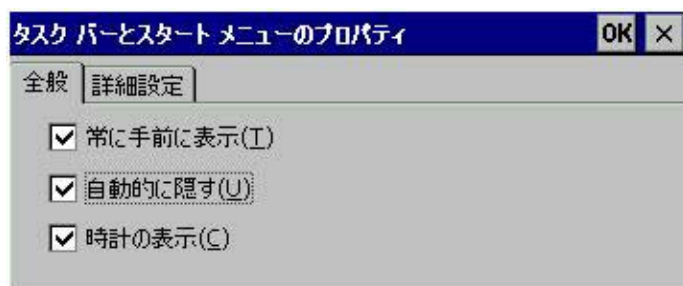 タスク バーとスタート メニューのプロパティ OK ×
全般 詳細設定
常に手前に表示(T)
自動的に隠す(U)
時計の表示(C)